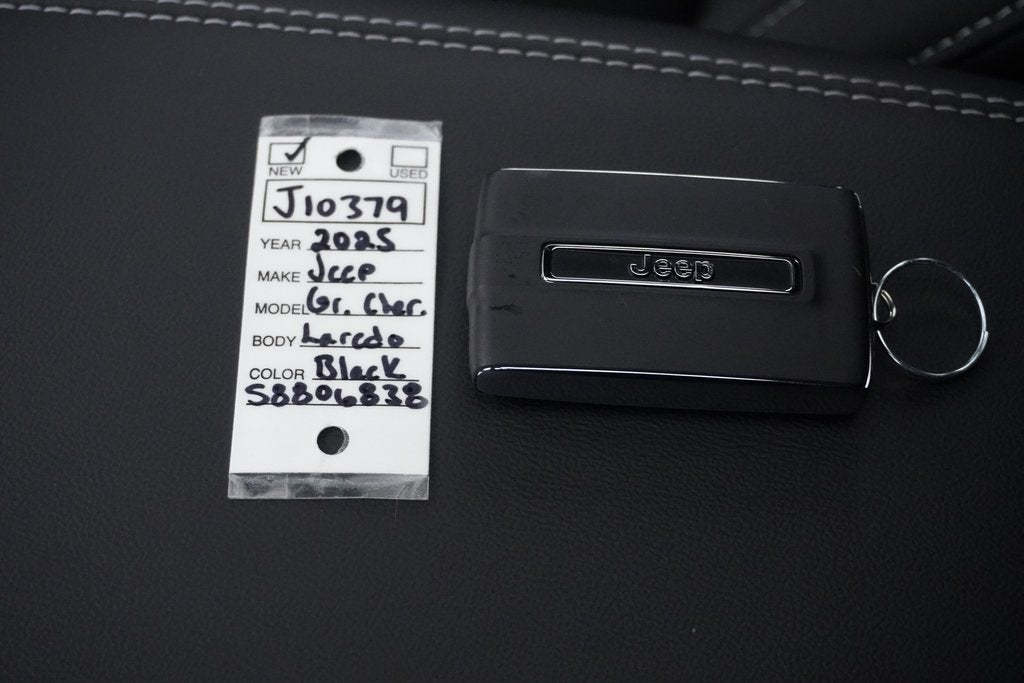 NEW USED
J10379
YEAR 2025
MAKE Jeep
MODEL Gr. Cher.
BODY Laredo
COLOR Black
S8806838
Jeep